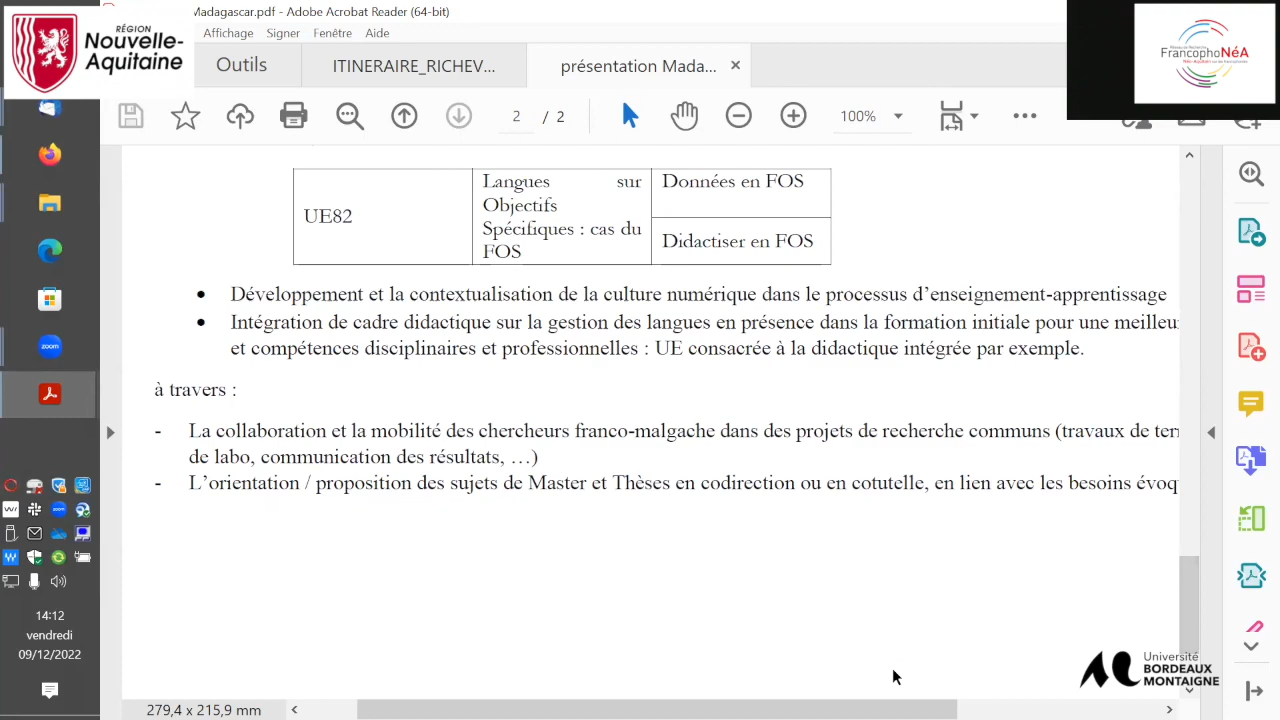 Madagascar.pdf - Adobe Acrobat Reader (64-bit)
RÉGION
Nouvelle-
Aquitaine
Affichage Signer Fenêtre Aide
Outils ITINERAIRE_RICHEV... présentation Mada...
FrancophoNéA
2 / 2 100%
UE82
Langues sur
Objectifs
Spécifiques : cas du
FOS
Données en FOS
Didactiser en FOS
• Développement et la contextualisation de la culture numérique dans le processus d'enseignement-apprentissage
• Intégration de cadre didactique sur la gestion des langues en présence dans la formation initiale pour une meilleu
et compétences disciplinaires et professionnelles : UE consacrée à la didactique intégrée par exemple.
à travers :
- La collaboration et la mobilité des chercheurs franco-malgache dans des projets de recherche communs (travaux de ter
de labo, communication des résultats, …)
- L'orientation / proposition des sujets de Master et Thèses en codirection ou en cotutelle, en lien avec les besoins évoq
zoom
14:12
vendredi
09/12/2022
Université
BORDEAUX
MONTAIGNE
279,4 x 215,9 mm